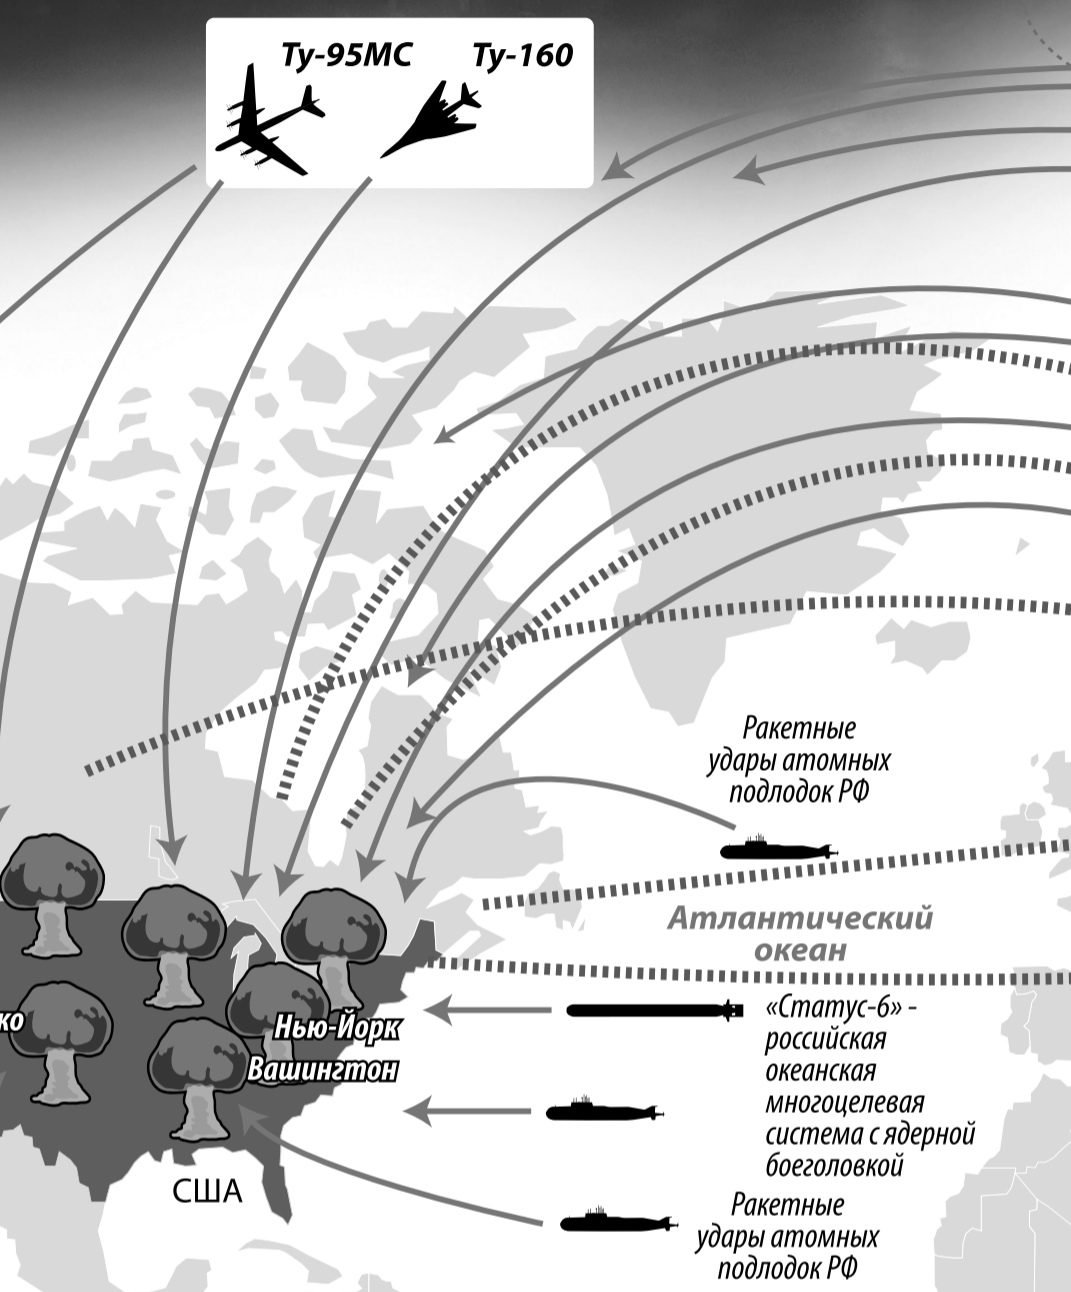 Ту-95МС Ту-160
Ракетные
удары атомных
подлодок РФ
Атлантический
океан
«Статус-6» -
российская
океанская
многоцелевая
система с ядерной
боеголовкой
ко
Нью-Йорк
Вашингтон
США
Ракетные
удары атомных
подлодок РФ